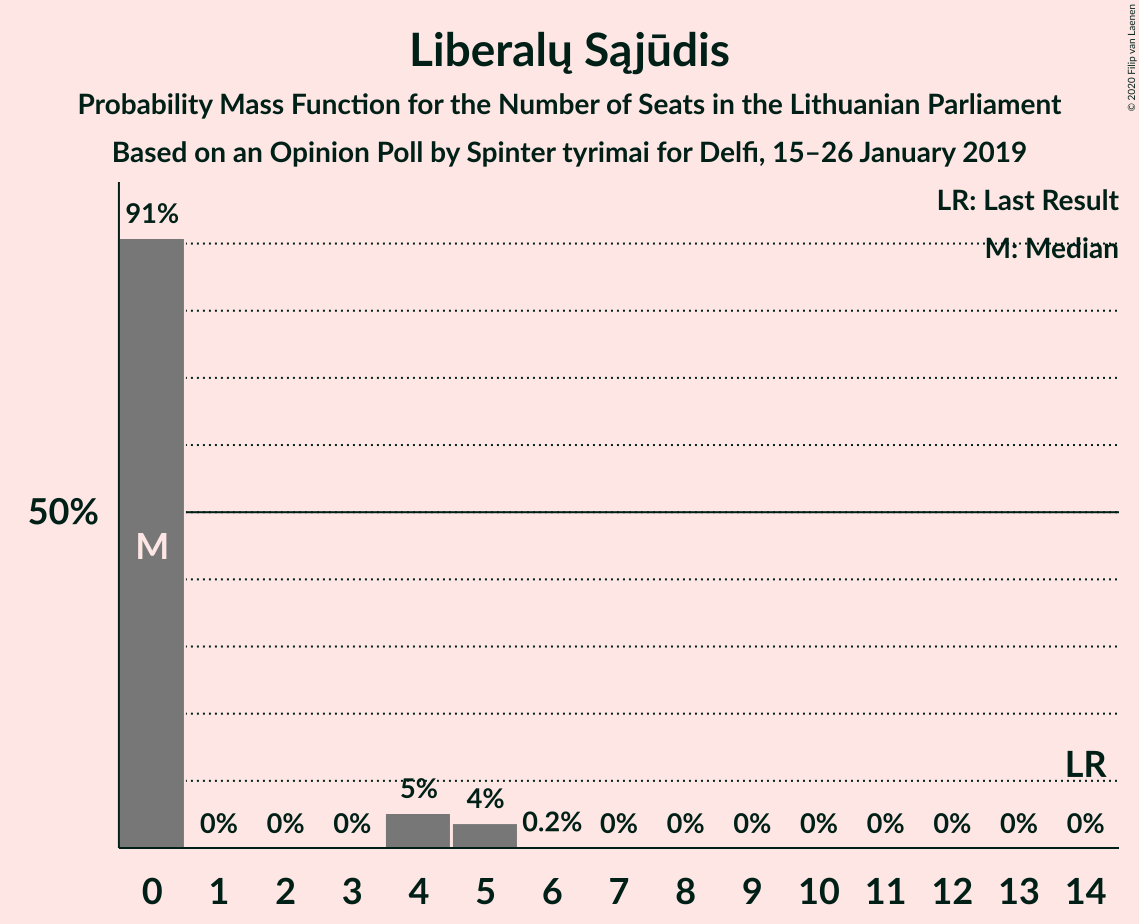 Liberalų Sąjūdis
Probability Mass Function for the Number of Seats in the Lithuanian Parliament
Based on an Opinion Poll by Spinter tyrimai for Delfi, 15–26 January 2019
© 2020 Filip van Laenen
LR: Last Result
M: Median
91%
50%
M
LR
0% 0% 0% 5% 4% 0.2% 0% 0% 0% 0% 0% 0% 0% 0%
0 1 2 3 4 5 6 7 8 9 10 11 12 13 14